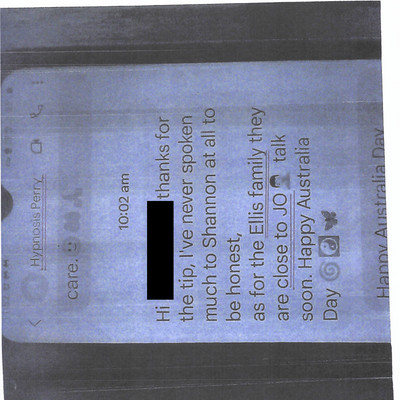 Hypnosis Perry
care.
10:02 am
Hi thanks for
the tip, I've never spoken
much to Shannon at all to
be honest,
as for the Ellis family they
are close to JO talk
soon. Happy Australia
Day
Happy Australia Day